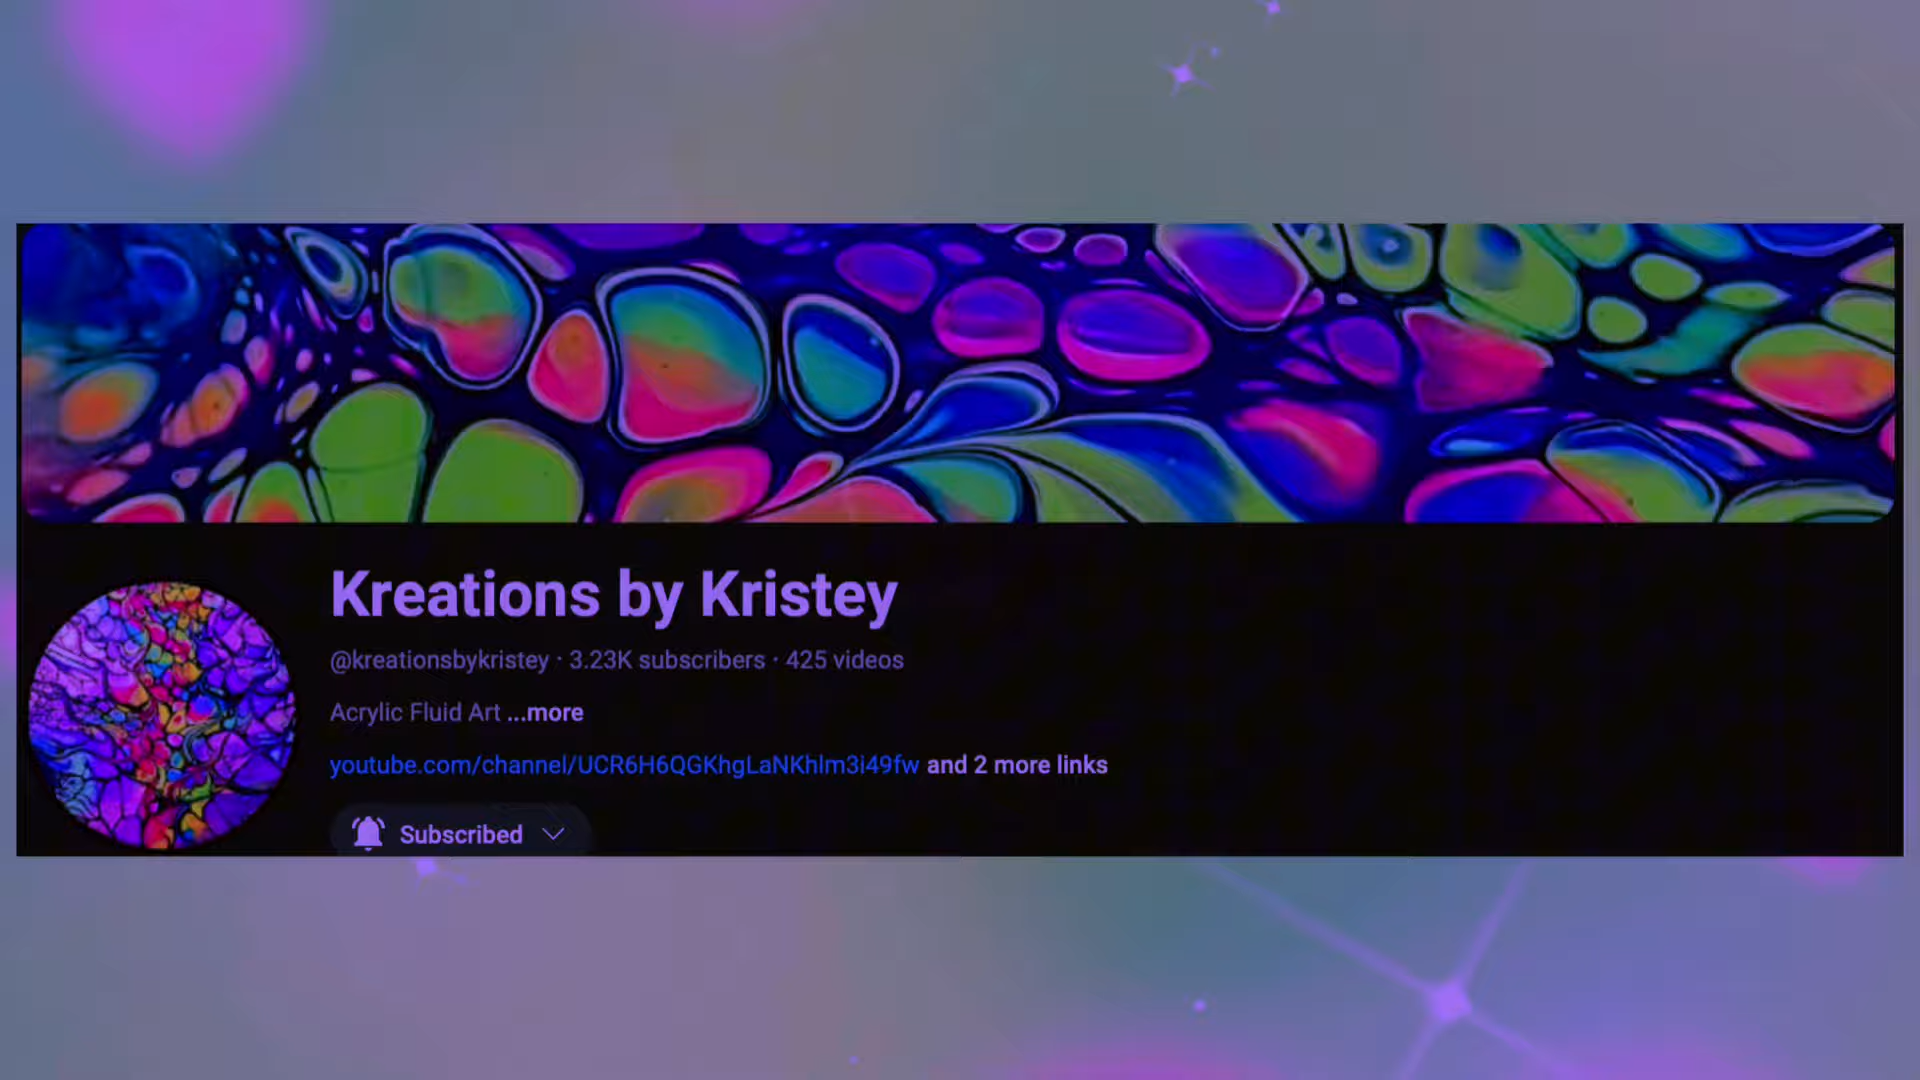 Kreations by Kristey
@kreationsbykristey · 3.23K subscribers · 425 videos
Acrylic Fluid Art ...more
youtube.com/channel/UCR6H6QGKhgLaNKhlm3i49fw and 2 more links
Subscribed